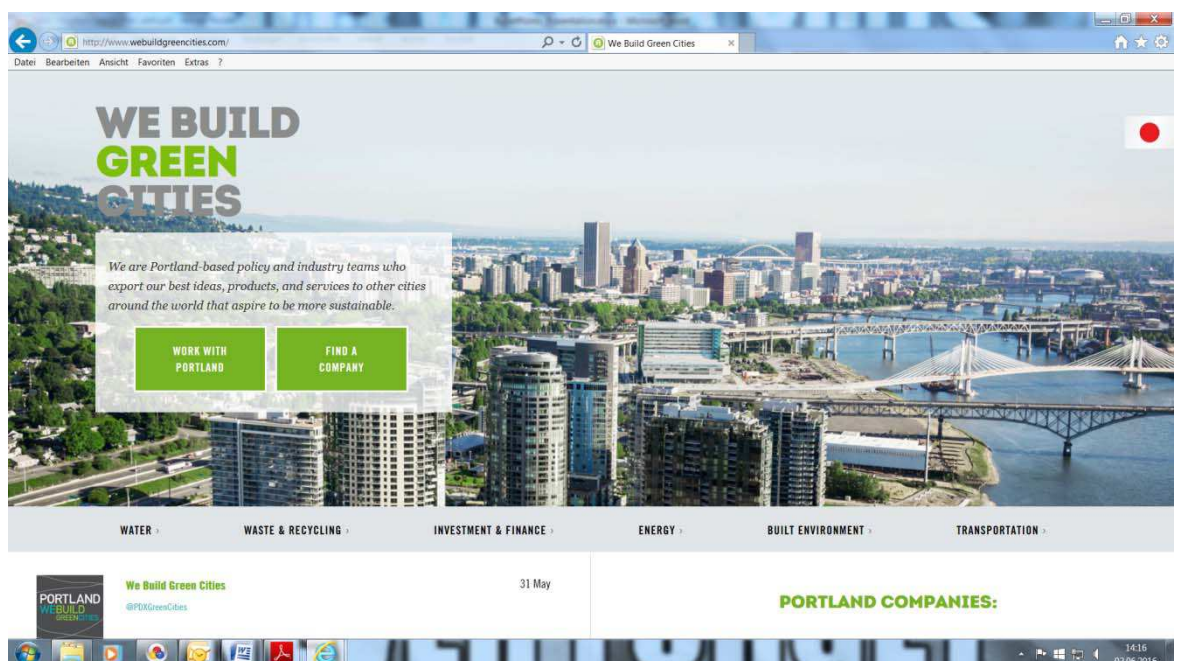 http://www.webuildgreencities.com/
We Build Green Cities
Datei Bearbeiten Ansicht Favoriten Extras ?
WE BUILD
GREEN
CITIES
We are Portland-based policy and industry teams who
export our best ideas, products, and services to other cities
around the world that aspire to be more sustainable.
WORK WITH
PORTLAND
FIND A
COMPANY
WATER
WASTE & RECYCLING
INVESTMENT & FINANCE
ENERGY
BUILT ENVIRONMENT
TRANSPORTATION
PORTLAND
WEBUILD
GREENCITIES
We Build Green Cities
31 May
@PDXGreenCities
PORTLAND COMPANIES:
14:16